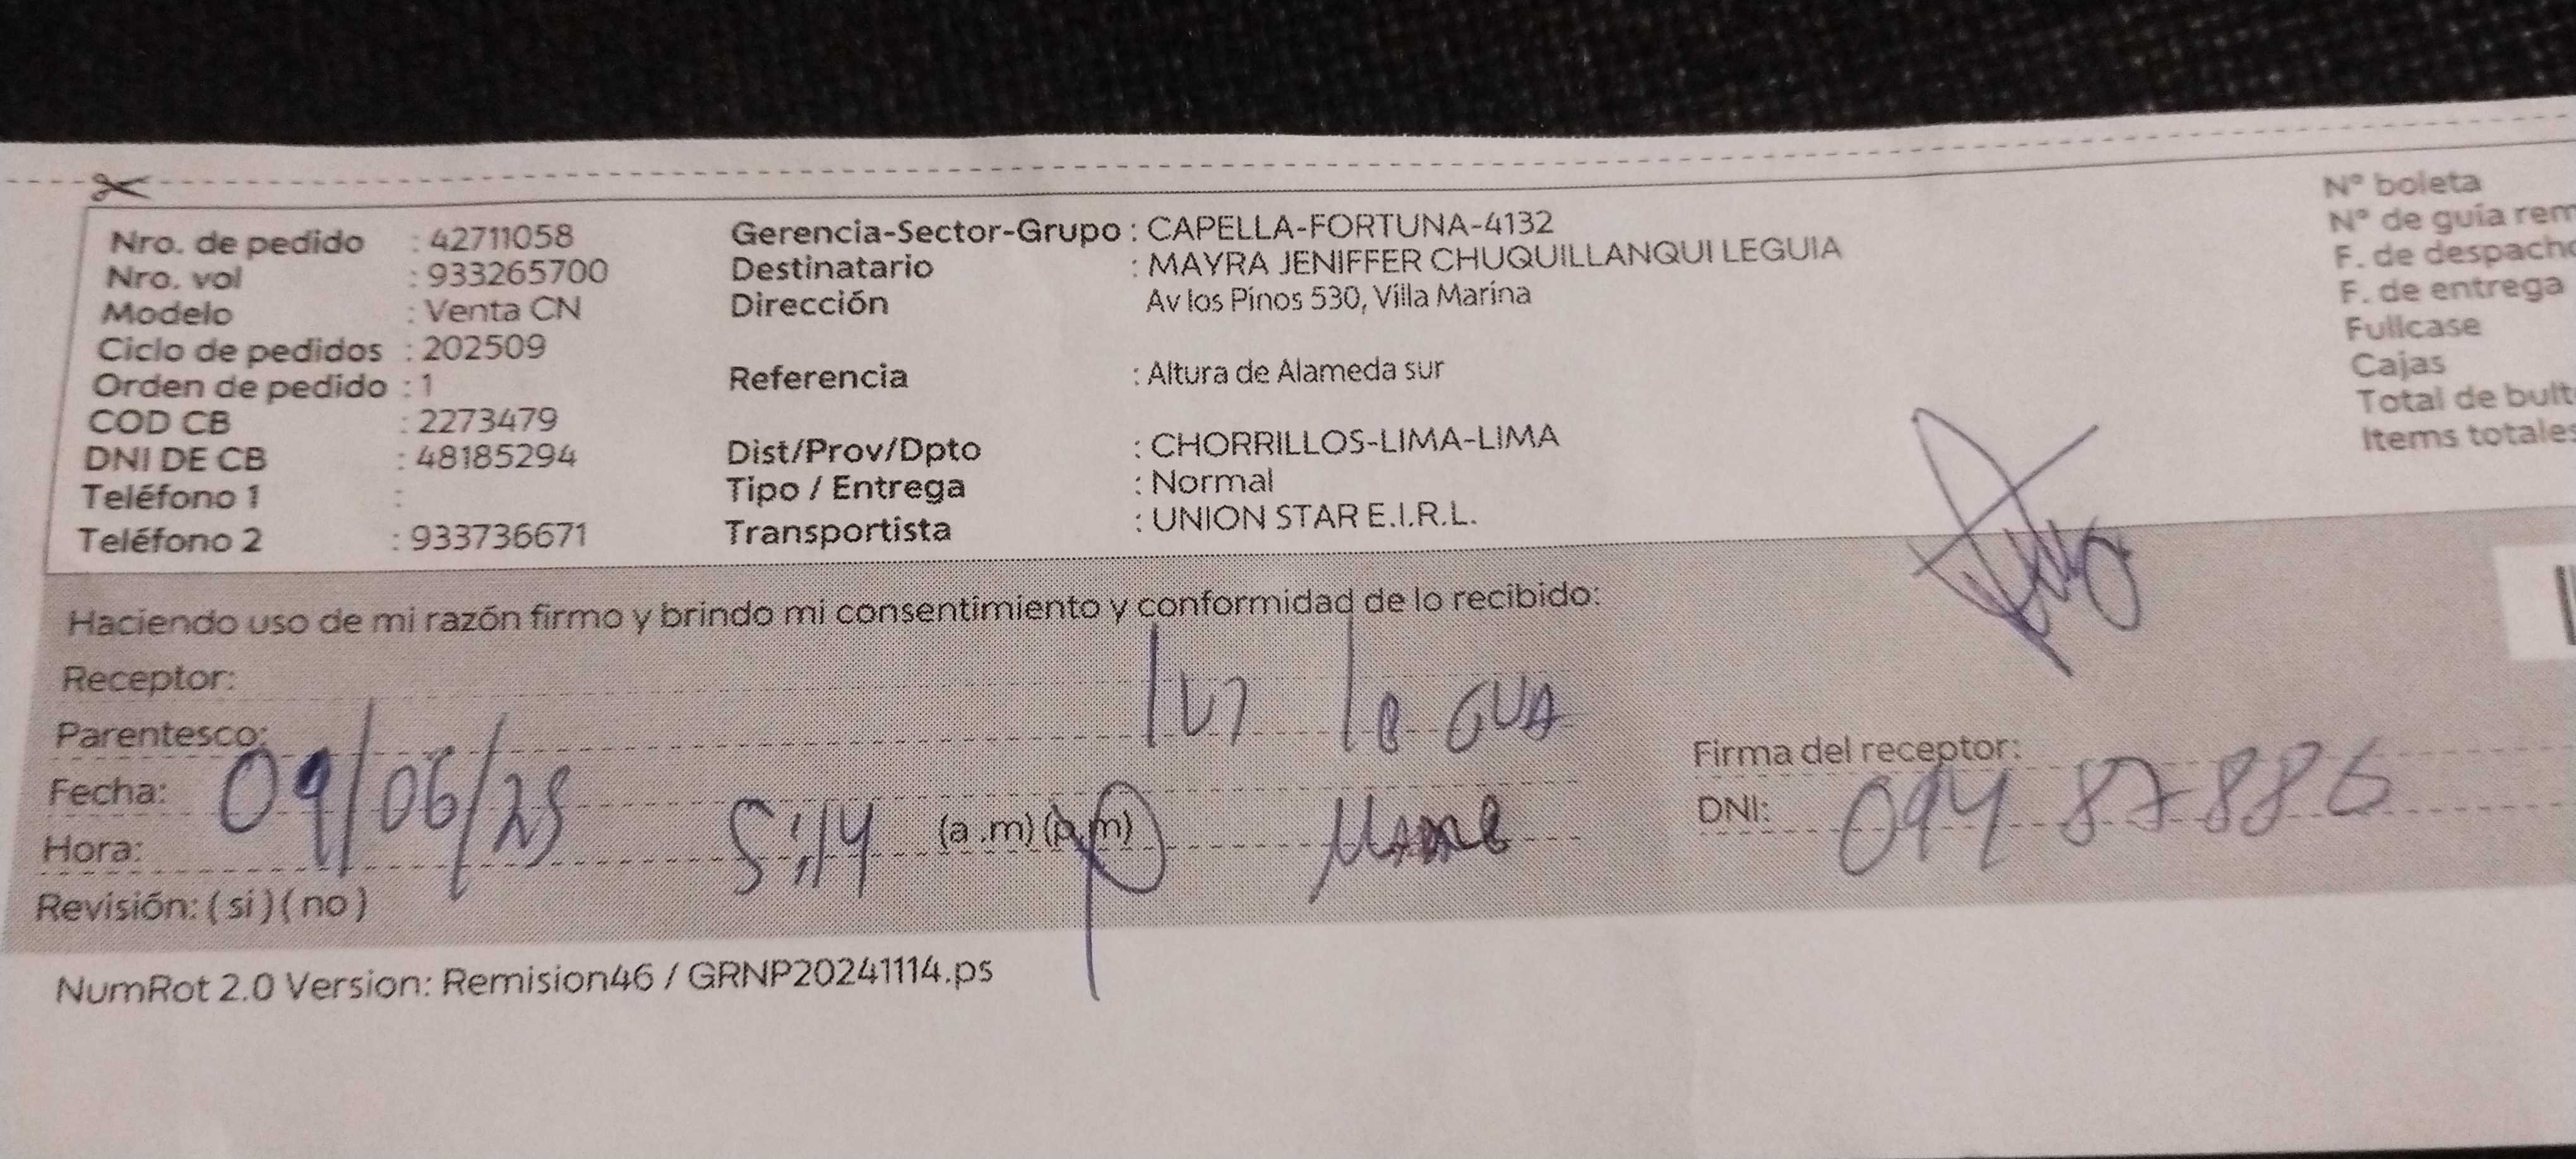 Nro. de pedido : 42711058
Nro. vol : 933265700
Modelo : Venta CN
Ciclo de pedidos : 202509
Orden de pedido : 1
COD CB : 2273479
DNI DE CB : 48185294
Teléfono 1 :
Teléfono 2 : 933736671
Gerencia-Sector-Grupo : CAPELLA-FORTUNA-4132
Destinatario : MAYRA JENIFFER CHUQUILLANQUI LEGUIA
Dirección Av los Pinos 530, Villa Marina
Referencia : Altura de Alameda sur
Dist/Prov/Dpto : CHORRILLOS-LIMA-LIMA
Tipo / Entrega : Normal
Transportista : UNION STAR E.I.R.L.
Nº boleta
Nº de guía rem
F. de despacho
F. de entrega
Fullcase
Cajas
Total de bult
Items totales
Haciendo uso de mi razón firmo y brindo mi consentimiento y conformidad de lo recibido:
Receptor:
Parentesco:
Fecha: 09/06/25
Hora: 5:14 (a .m) (p.m)
Revisión: ( si ) ( no )
Firma del receptor:
DNI: 09487886
NumRot 2.0 Version: Remision46 / GRNP20241114.ps